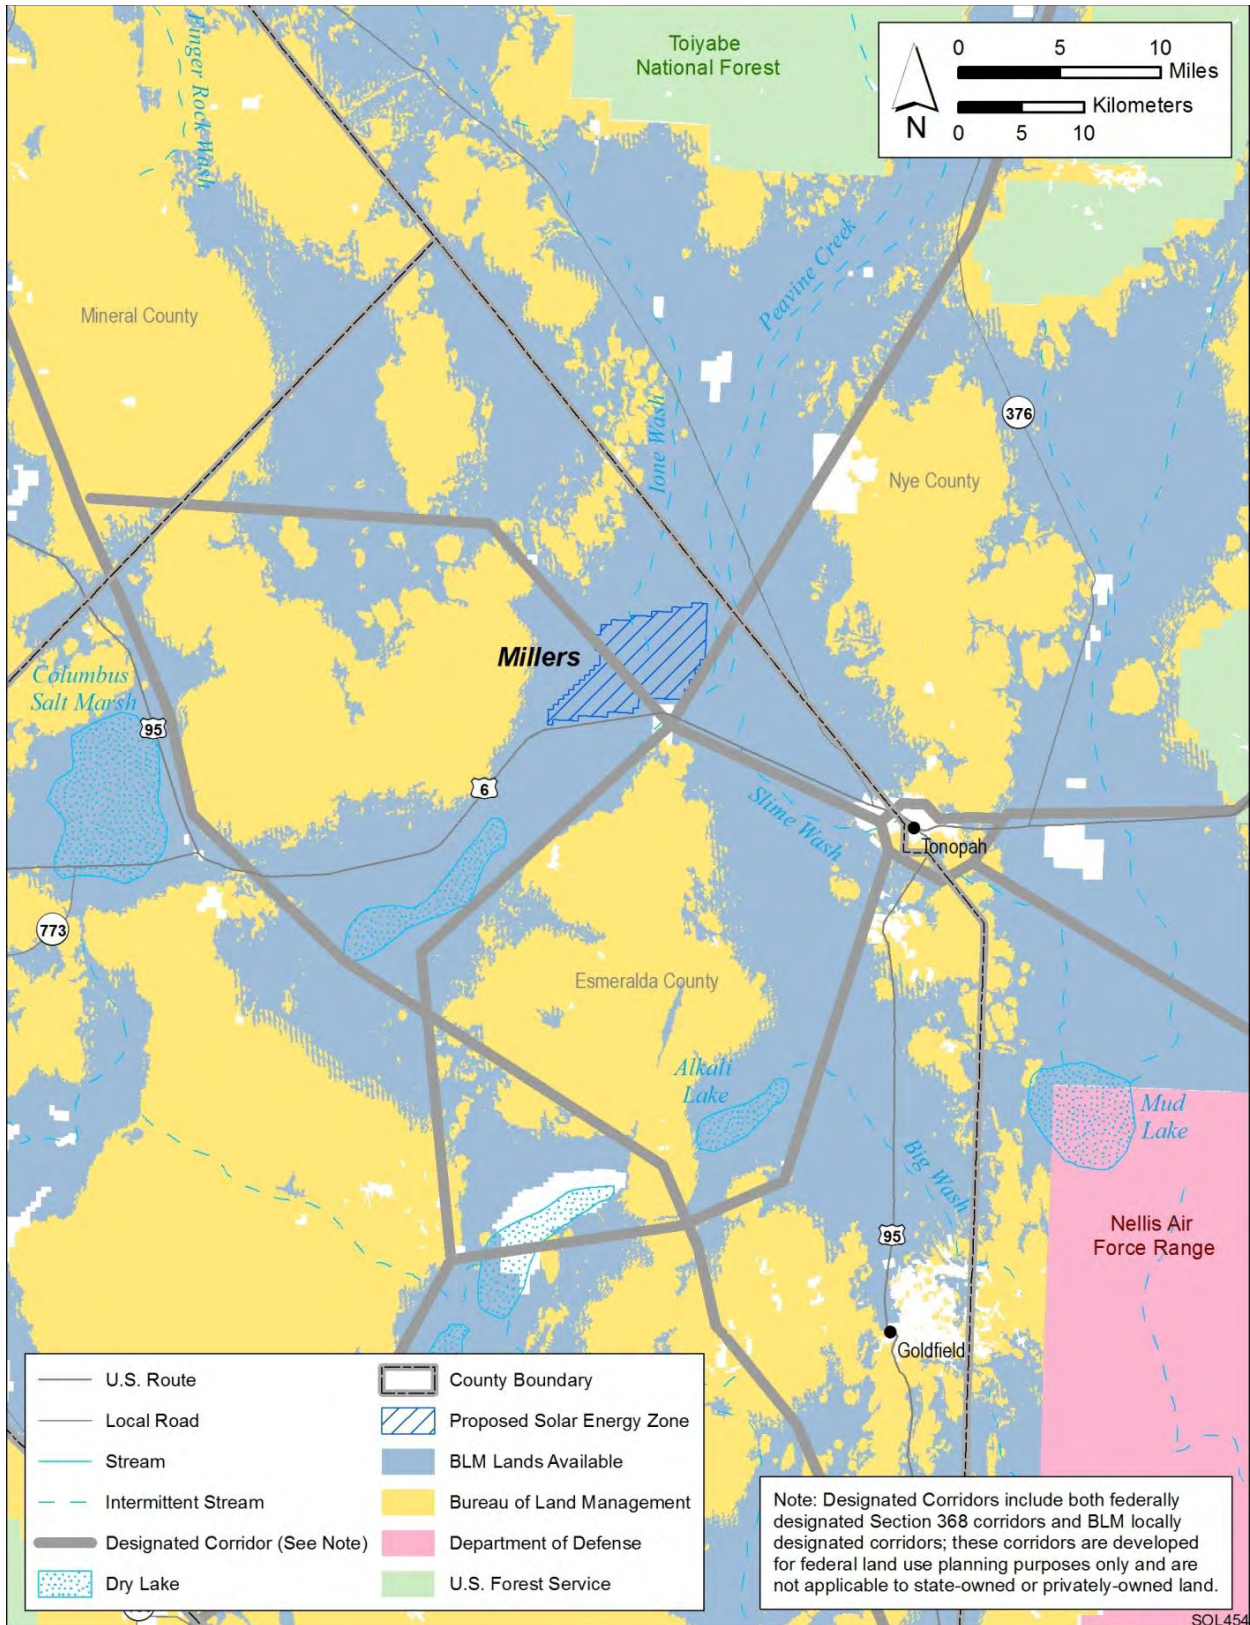 Finger Rock Wash
Toiyabe
National Forest
0 5 10
Miles
Kilometers
0 5 10
N
Peavine Creek
Mineral County
376
Ione Wash
Nye County
Millers
Columbus
Salt Marsh
95
6
Slime Wash
Tonopah
773
Esmeralda County
Alkali
Lake
Mud
Lake
Big Wash
Nellis Air
Force Range
95
Goldfield
U.S. Route
Local Road
Stream
Intermittent Stream
Designated Corridor (See Note)
Dry Lake
County Boundary
Proposed Solar Energy Zone
BLM Lands Available
Bureau of Land Management
Department of Defense
U.S. Forest Service
Note: Designated Corridors include both federally
designated Section 368 corridors and BLM locally
designated corridors; these corridors are developed
for federal land use planning purposes only and are
not applicable to state-owned or privately-owned land.
SOL454